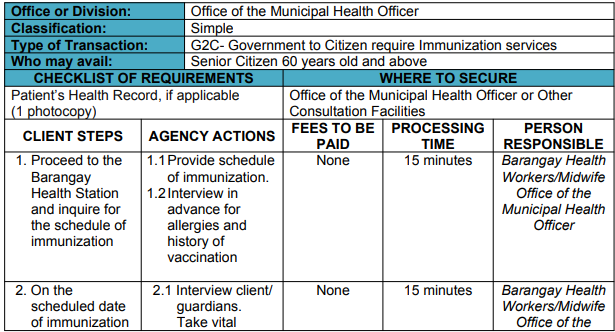 Office or Division: Office of the Municipal Health Officer
Classification: Simple
Type of Transaction: G2C- Government to Citizen require Immunization services
Who may avail: Senior Citizen 60 years old and above
CHECKLIST OF REQUIREMENTS WHERE TO SECURE
Patient's Health Record, if applicable
(1 photocopy)
Office of the Municipal Health Officer or Other
Consultation Facilities
CLIENT STEPS
AGENCY ACTIONS
FEES TO BE
PAID
PROCESSING
TIME
PERSON
RESPONSIBLE
1. Proceed to the
Barangay
Health Station
and inquire for
the schedule of
immunization
1.1 Provide schedule
of immunization.
1.2 Interview in
advance for
allergies and
history of
vaccination
None
15 minutes
Barangay Health
Workers/Midwife
Office of the
Municipal Health
Officer
2. On the
scheduled date
of immunization
2.1 Interview client/
guardians.
Take vital
None
15 minutes
Barangay Health
Workers/Midwife
Office of the